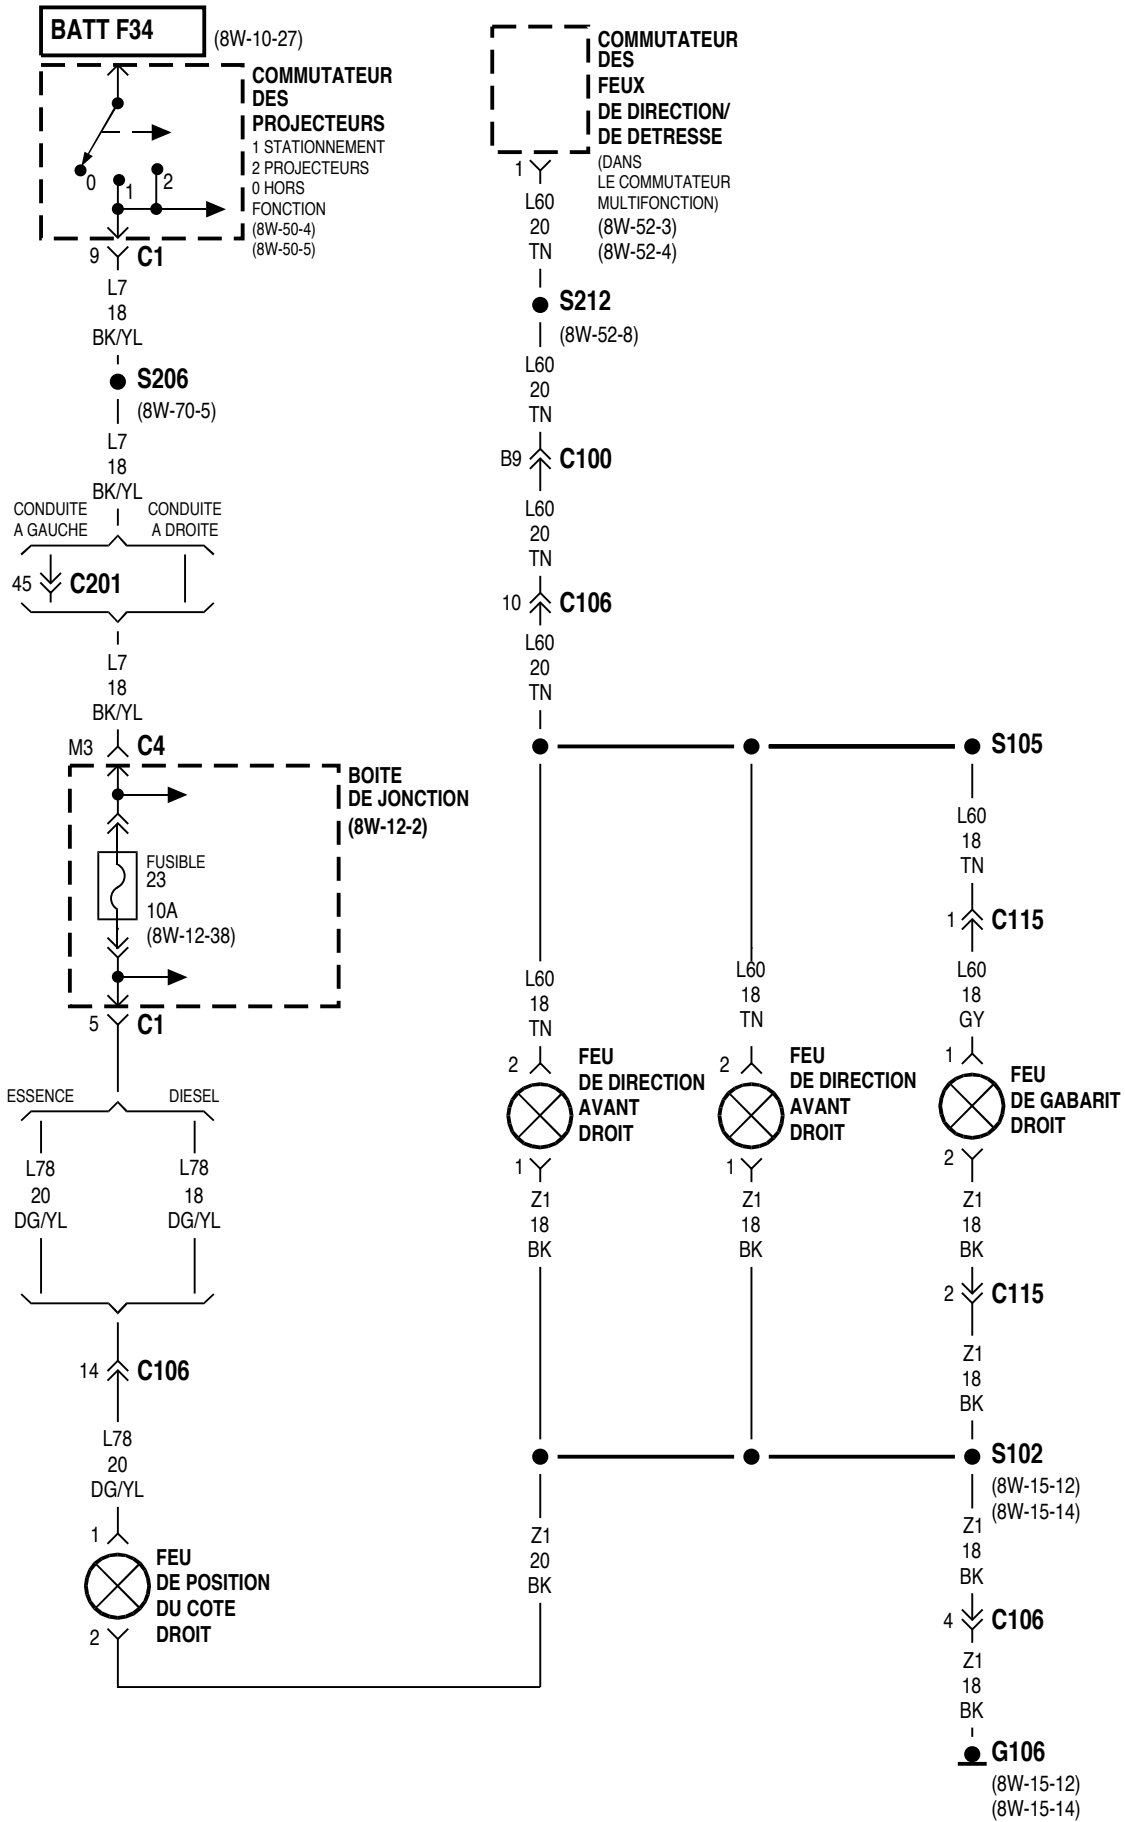 BATT F34
(8W-10-27)
COMMUTATEUR
DES
PROJECTEURS
1 STATIONNEMENT
2 PROJECTEURS
0 HORS
FONCTION
(8W-50-4)
(8W-50-5)
0
1
2
9
C1
L7
18
BK/YL
S206
(8W-70-5)
L7
18
BK/YL
CONDUITE
A GAUCHE
CONDUITE
A DROITE
45
C201
L7
18
BK/YL
M3
C4
BOITE
DE JONCTION
(8W-12-2)
FUSIBLE
23
10A
(8W-12-38)
5
C1
ESSENCE
DIESEL
L78
20
DG/YL
L78
18
DG/YL
14
C106
L78
20
DG/YL
1
FEU
DE POSITION
DU COTE
DROIT
2
COMMUTATEUR
DES
FEUX
DE DIRECTION/
DE DETRESSE
(DANS
LE COMMUTATEUR
MULTIFONCTION)
(8W-52-3)
(8W-52-4)
1
L60
20
TN
S212
(8W-52-8)
L60
20
TN
B9
C100
L60
20
TN
10
C106
L60
20
TN
S105
L60
18
TN
2
FEU
DE DIRECTION
AVANT
DROIT
1
Z1
18
BK
L60
18
TN
2
FEU
DE DIRECTION
AVANT
DROIT
1
Z1
18
BK
L60
18
TN
1
C115
L60
18
GY
1
FEU
DE GABARIT
DROIT
2
Z1
18
BK
2
C115
Z1
18
BK
S102
(8W-15-12)
(8W-15-14)
Z1
20
BK
Z1
18
BK
4
C106
Z1
18
BK
G106
(8W-15-12)
(8W-15-14)